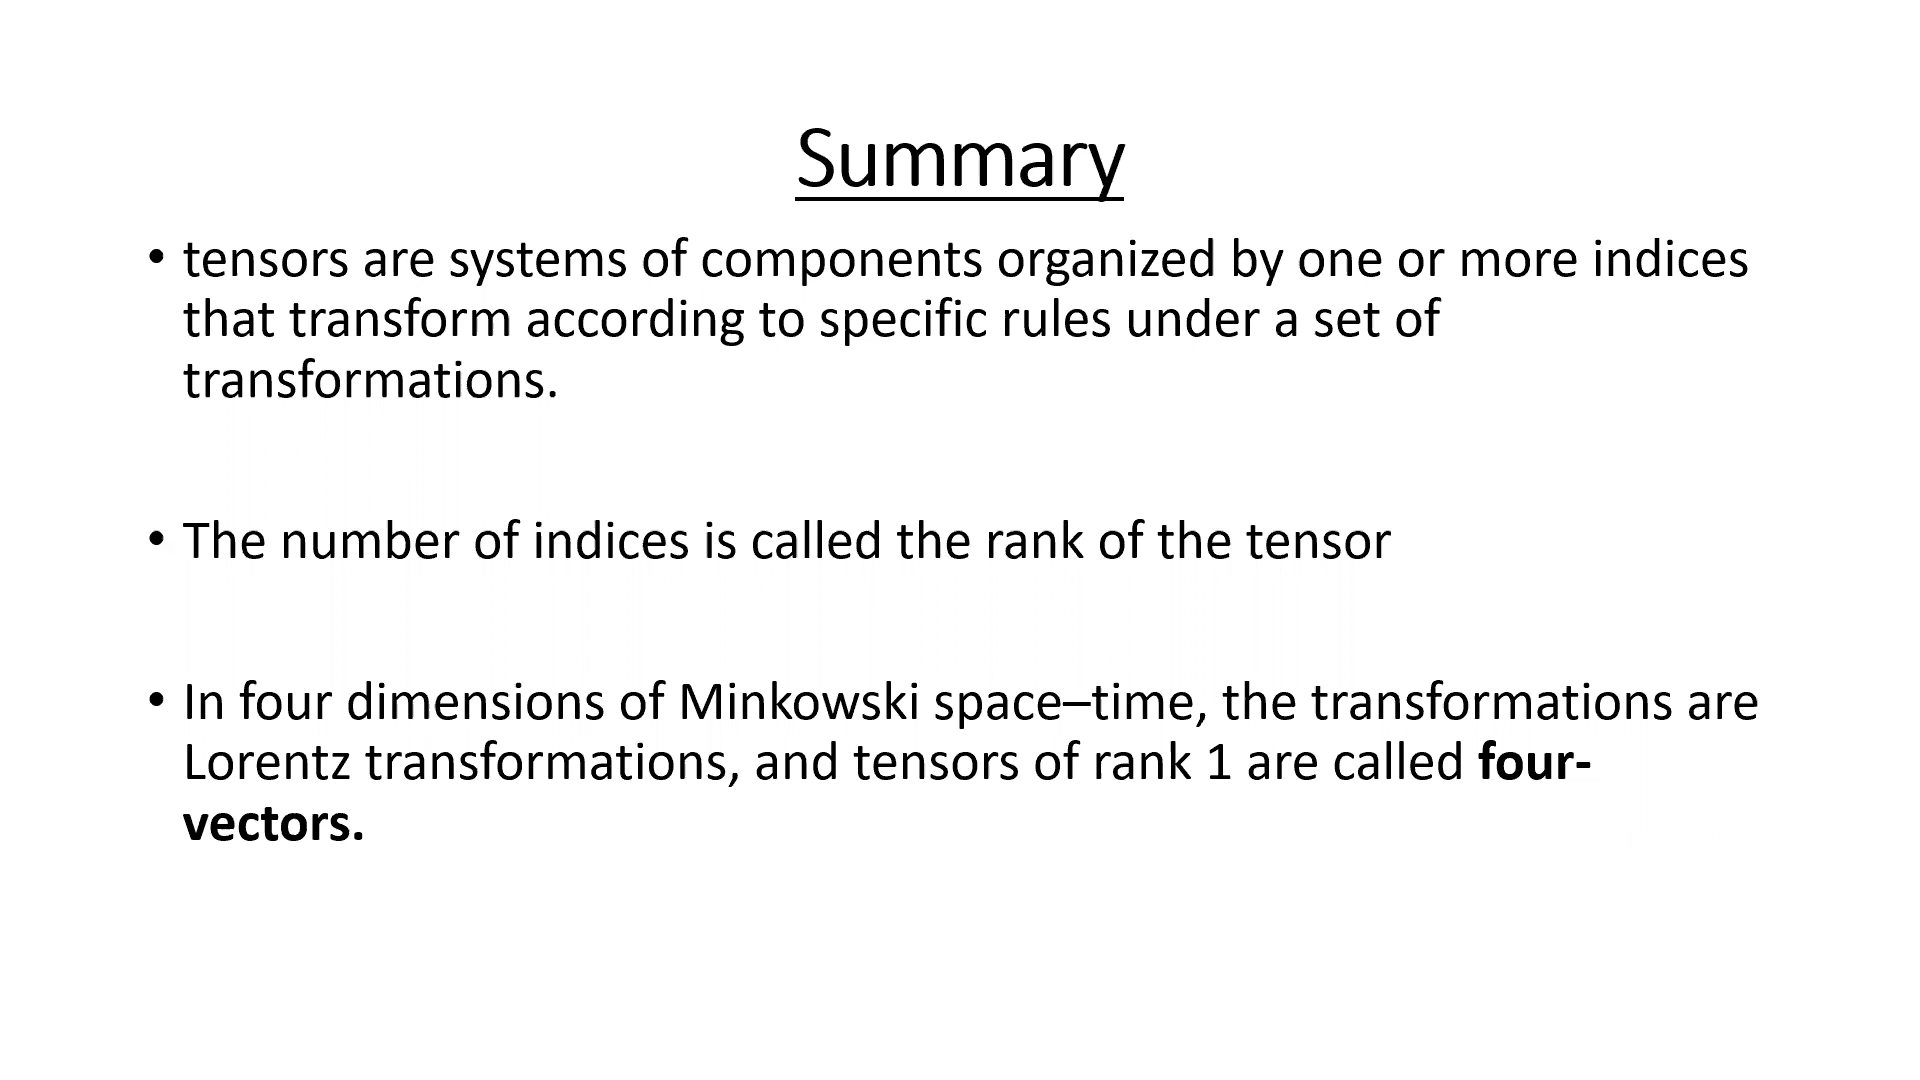 Summary
• tensors are systems of components organized by one or more indices
that transform according to specific rules under a set of
transformations.
• The number of indices is called the rank of the tensor
• In four dimensions of Minkowski space–time, the transformations are
Lorentz transformations, and tensors of rank 1 are called four-
vectors.